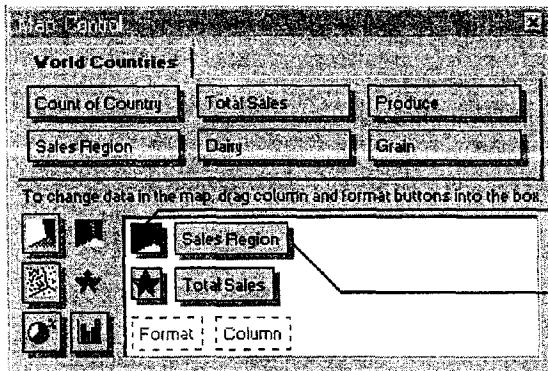 Map Control
World Countries
Count of Country Total Sales Produce
Sales Region Dairy Grain
To change data in the map, drag column and format buttons into the box.
Sales Region
Total Sales
Format Column